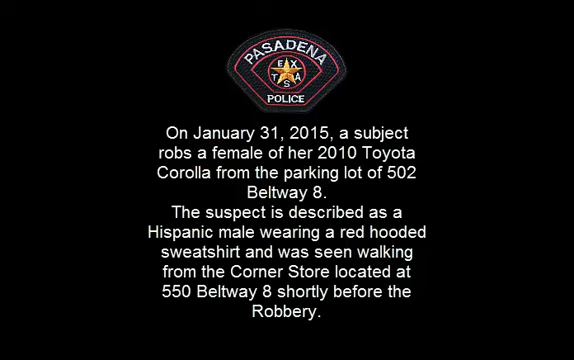 PASADENA
TEXAS
POLICE
On January 31, 2015, a subject
robs a female of her 2010 Toyota
Corolla from the parking lot of 502
Beltway 8.
The suspect is described as a
Hispanic male wearing a red hooded
sweatshirt and was seen walking
from the Corner Store located at
550 Beltway 8 shortly before the
Robbery.